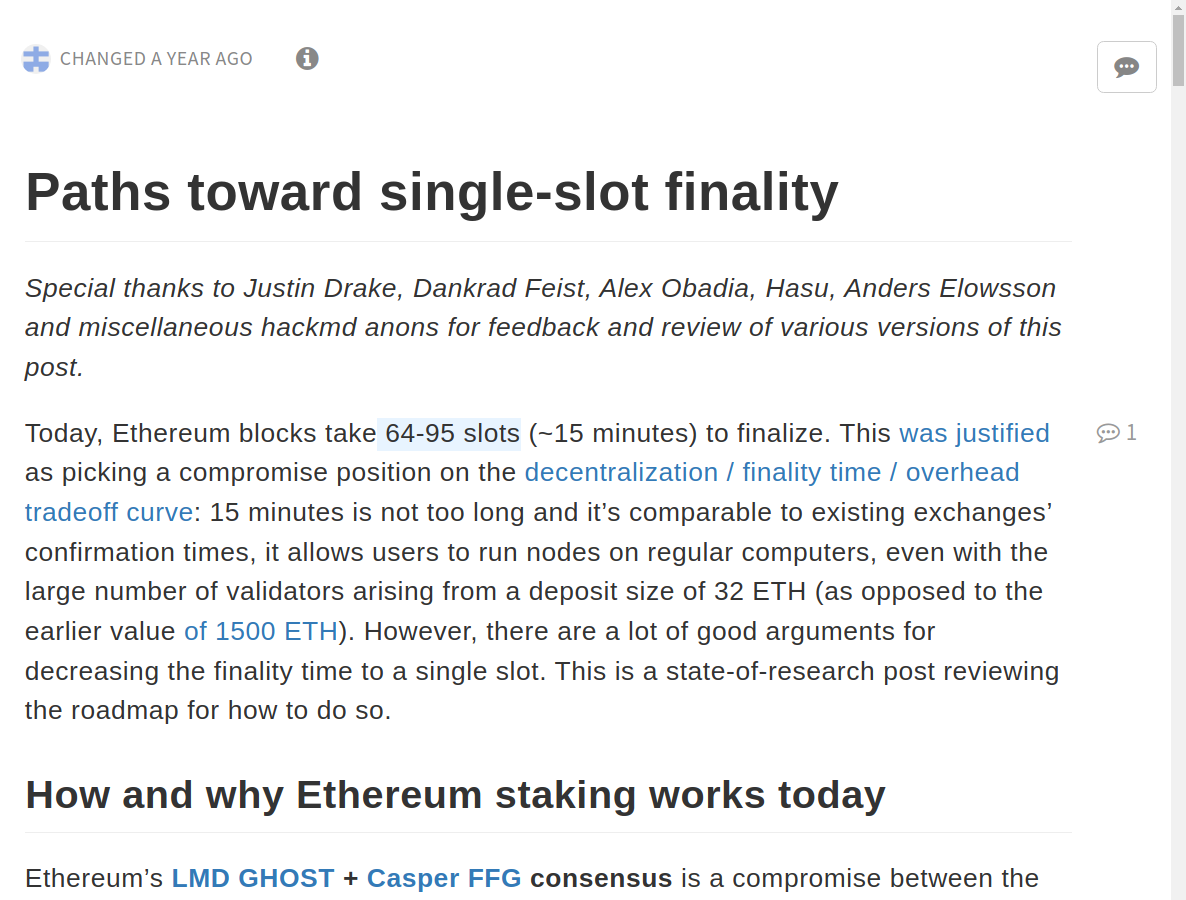 CHANGED A YEAR AGO
Paths toward single-slot finality
Special thanks to Justin Drake, Dankrad Feist, Alex Obadia, Hasu, Anders Elowsson
and miscellaneous hackmd anons for feedback and review of various versions of this
post.
Today, Ethereum blocks take 64-95 slots (~15 minutes) to finalize. This was justified
1
as picking a compromise position on the decentralization / finality time / overhead
tradeoff curve: 15 minutes is not too long and it’s comparable to existing exchanges’
confirmation times, it allows users to run nodes on regular computers, even with the
large number of validators arising from a deposit size of 32 ETH (as opposed to the
earlier value of 1500 ETH). However, there are a lot of good arguments for
decreasing the finality time to a single slot. This is a state-of-research post reviewing
the roadmap for how to do so.
How and why Ethereum staking works today
Ethereum’s LMD GHOST + Casper FFG consensus is a compromise between the